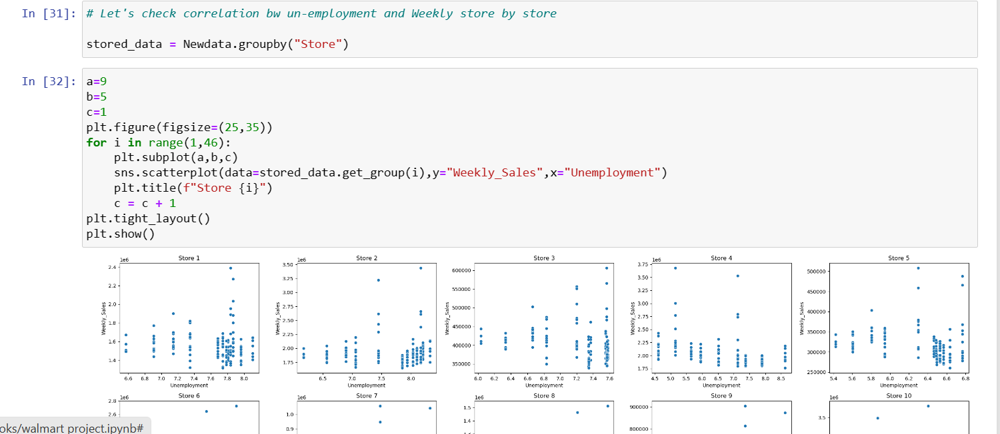 In [31]: # Let's check correlation bw un-employment and Weekly store by store
stored_data = Newdata.groupby("Store")
In [32]: a=9
b=5
c=1
plt.figure(figsize=(25,35))
for i in range(1,46):
    plt.subplot(a,b,c)
    sns.scatterplot(data=stored_data.get_group(i),y="Weekly_Sales",x="Unemployment")
    plt.title(f"Store {i}")
    c = c + 1
plt.tight_layout()
plt.show()
Store 1
1e6
2.4
2.2
2.0
1.8
1.6
1.4
Weekly_Sales
6.6 6.8 7.0 7.2 7.4 7.6 7.8 8.0
Unemployment
Store 2
1e6
3.50
3.25
3.00
2.75
2.50
2.25
2.00
1.75
Weekly_Sales
6.5 7.0 7.5 8.0
Unemployment
Store 3
600000
550000
500000
450000
400000
350000
Weekly_Sales
6.0 6.2 6.4 6.6 6.8 7.0 7.2 7.4 7.6
Unemployment
Store 4
1e6
3.75
3.50
3.25
3.00
2.75
2.50
2.25
2.00
1.75
Weekly_Sales
4.5 5.0 5.5 6.0 6.5 7.0 7.5 8.0 8.5
Unemployment
Store 5
500000
450000
400000
350000
300000
250000
Weekly_Sales
5.4 5.6 5.8 6.0 6.2 6.4 6.6 6.8
Unemployment
Store 6
1e6
2.8
2.6
Store 7
1e6
1.0
0.9
Store 8
1e6
1.5
1.4
Store 9
900000
800000
Store 10
1e6
3.5
oks/walmart project.ipynb#